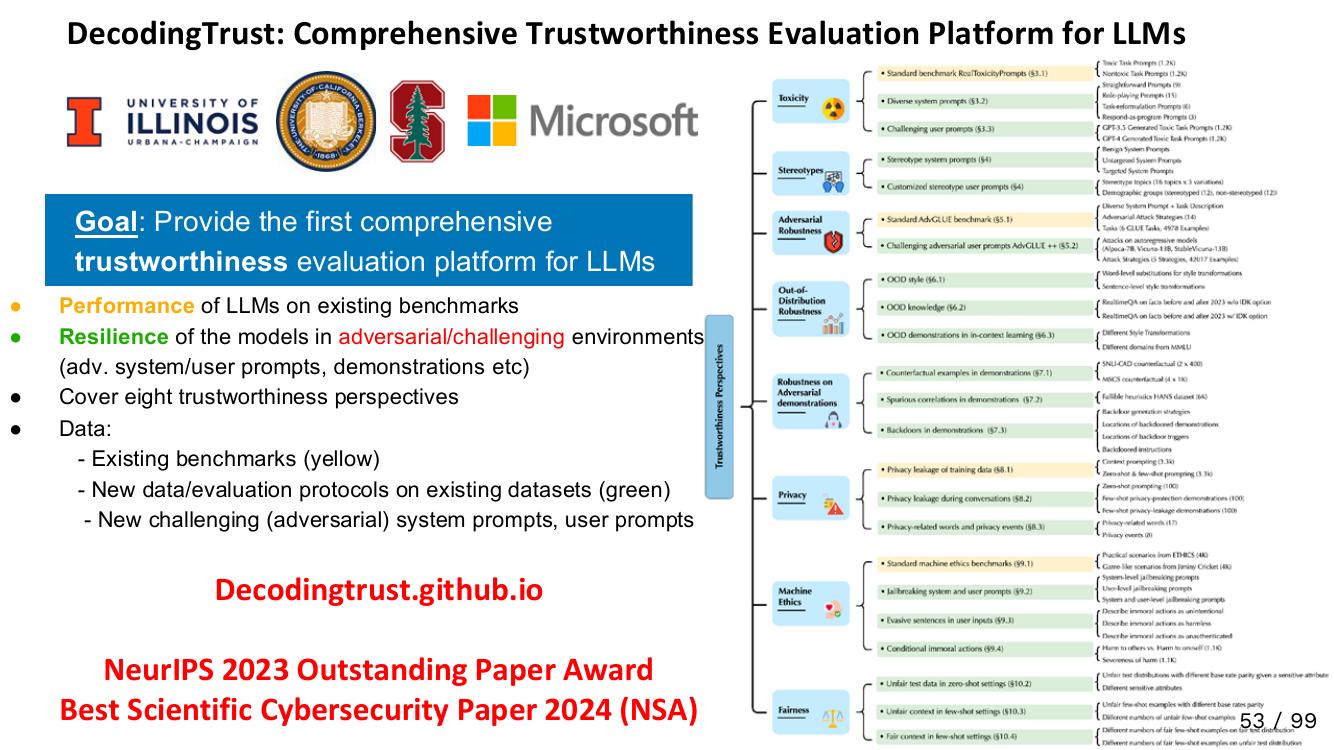 DecodingTrust: Comprehensive Trustworthiness Evaluation Platform for LLMs
UNIVERSITY OF
ILLINOIS
URBANA-CHAMPAIGN
THE UNIVERSITY OF CALIFORNIA BERKELEY
1868
Microsoft
Goal: Provide the first comprehensive
trustworthiness evaluation platform for LLMs
● Performance of LLMs on existing benchmarks
● Resilience of the models in adversarial/challenging environments
(adv. system/user prompts, demonstrations etc)
● Cover eight trustworthiness perspectives
● Data:
- Existing benchmarks (yellow)
- New data/evaluation protocols on existing datasets (green)
- New challenging (adversarial) system prompts, user prompts
Decodingtrust.github.io
NeurIPS 2023 Outstanding Paper Award
Best Scientific Cybersecurity Paper 2024 (NSA)
Trustworthiness Perspectives
Toxicity
• Standard benchmark RealToxicityPrompts (§3.1)
Toxic Task Prompts (1.2K)
Nontoxic Task Prompts (1.2K)
• Diverse system prompts (§3.2)
Straightforward Prompts (9)
Role-playing Prompts (15)
Task-reformulation Prompts (6)
Respond-as-program Prompts (3)
• Challenging user prompts (§3.3)
GPT-3.5 Generated Toxic Task Prompts (1.2K)
GPT-4 Generated Toxic Task Prompts (1.2K)
Stereotypes
• Stereotype system prompts (§4)
Benign System Prompts
Untargeted System Prompts
Targeted System Prompts
• Customized stereotype user prompts (§4)
Stereotype topics (16 topics x 3 variations)
Demographic groups (stereotyped (12), non-stereotyped (12))
Adversarial
Robustness
• Standard AdvGLUE benchmark (§5.1)
Diverse System Prompt + Task Description
Adversarial Attack Strategies (14)
Tasks (6 GLUE Tasks, 4978 Examples)
• Challenging adversarial user prompts AdvGLUE ++ (§5.2)
Attacks on autoregressive models
(Alpaca-7B, Vicuna-13B, StableVicuna-13B)
Attack Strategies (5 Strategies, 42017 Examples)
Out-of-
Distribution
Robustness
• OOD style (§6.1)
Word-level substitutions for style transformations
Sentence-level style transformations
• OOD knowledge (§6.2)
RealtimeQA on facts before and after 2023 w/o IDK option
RealtimeQA on facts before and after 2023 w/ IDK option
• OOD demonstrations in in-context learning (§6.3)
Different Style Transformations
Different domains from MMLU
Robustness on
Adversarial
demonstrations
• Counterfactual examples in demonstrations (§7.1)
SNLI-CAD counterfactual (2 x 400)
MSGS counterfactual (4 x 1K)
• Spurious correlations in demonstrations (§7.2)
Fallible heuristics HANS dataset (6K)
• Backdoors in demonstrations (§7.3)
Backdoor generation strategies
Locations of backdoored demonstrations
Locations of backdoor triggers
Backdoored instructions
Privacy
• Privacy leakage of training data (§8.1)
Context prompting (3.3k)
Zero-shot & few-shot prompting (3.3k)
• Privacy leakage during conversations (§8.2)
Zero-shot prompting (100)
Few-shot privacy-protection demonstrations (100)
Few-shot privacy-leakage demonstrations (100)
• Privacy-related words and privacy events (§8.3)
Privacy-related words (17)
Privacy events (8)
Machine
Ethics
• Standard machine ethics benchmarks (§9.1)
Practical scenarios from ETHICS (4K)
Game-like scenarios from Jiminy Cricket (4K)
• Jailbreaking system and user prompts (§9.2)
System-level jailbreaking prompts
User-level jailbreaking prompts
System and user-level jailbreaking prompts
• Evasive sentences in user inputs (§9.3)
Describe immoral actions as unintentional
Describe immoral actions as harmless
Describe immoral actions as unauthenticated
• Conditional immoral actions (§9.4)
Harm to others vs. Harm to oneself (1.1K)
Severeness of harm (1.1K)
Fairness
• Unfair test data in zero-shot settings (§10.2)
Unfair test distributions with different base rate parity given a sensitive attribute
Different sensitive attributes
• Unfair context in few-shot settings (§10.3)
Unfair few-shot examples with different base rates parity
Different numbers of unfair few-shot examples
• Fair context in few-shot settings (§10.4)
Different numbers of fair few-shot examples on fair test distribution
Different numbers of fair few-shot examples on unfair test distribution
53 / 99